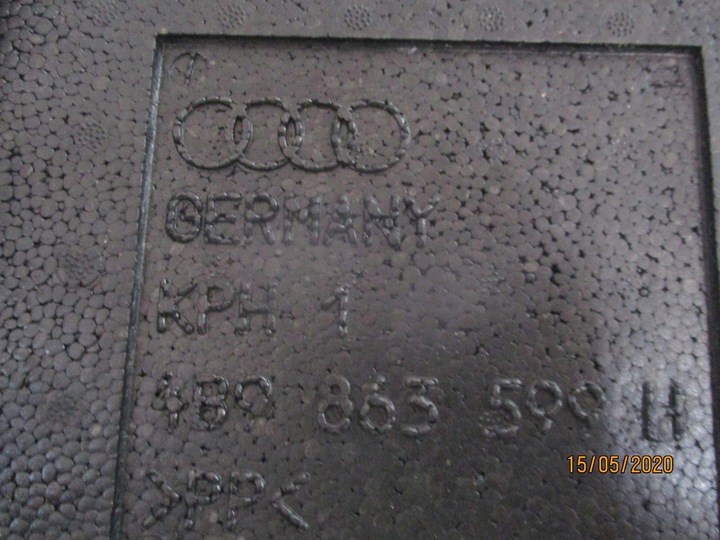 GERMANY
KPH 1
4B9 863 599 H
>PP<
15/05/2020